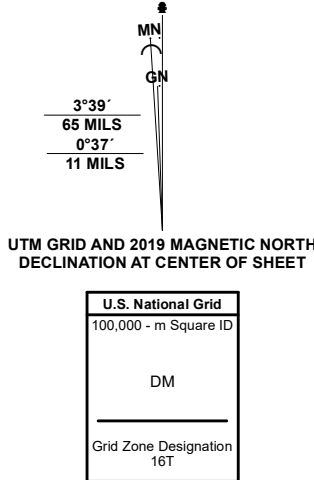 MN
GN
3°39´
65 MILS
0°37´
11 MILS
UTM GRID AND 2019 MAGNETIC NORTH
DECLINATION AT CENTER OF SHEET
U.S. National Grid
100,000 - m Square ID
DM
Grid Zone Designation
16T